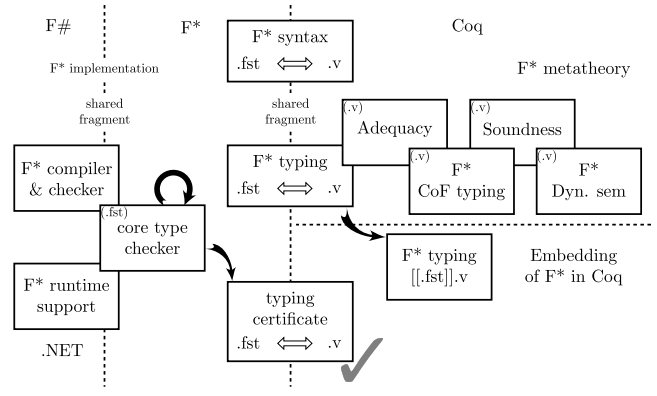 F#
F*
Coq
F* syntax
.fst ⟺ .v
F* implementation
F* metatheory
shared
fragment
shared
fragment
(.v)
Adequacy
(.v)
Soundness
F* compiler
& checker
F* typing
.fst ⟺ .v
(.v)
F*
CoF typing
(.v)
F*
Dyn. sem
(.fst)
core type
checker
F* typing
[[.fst]].v
Embedding
of F* in Coq
F* runtime
support
typing
certificate
.fst ⟺ .v
.NET